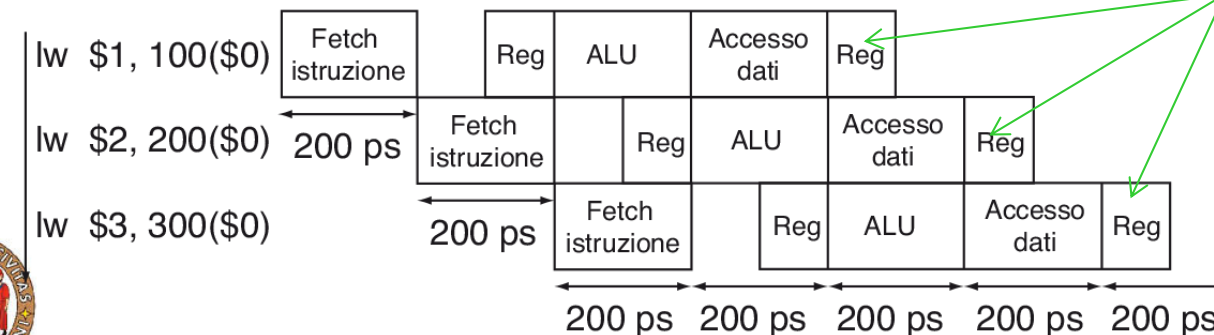 lw $1, 100($0)
Fetch
istruzione
Reg
ALU
Accesso
dati
Reg
200 ps
lw $2, 200($0)
Fetch
istruzione
Reg
ALU
Accesso
dati
Reg
200 ps
lw $3, 300($0)
Fetch
istruzione
Reg
ALU
Accesso
dati
Reg
200 ps 200 ps 200 ps 200 ps 200 ps
CIVITAS